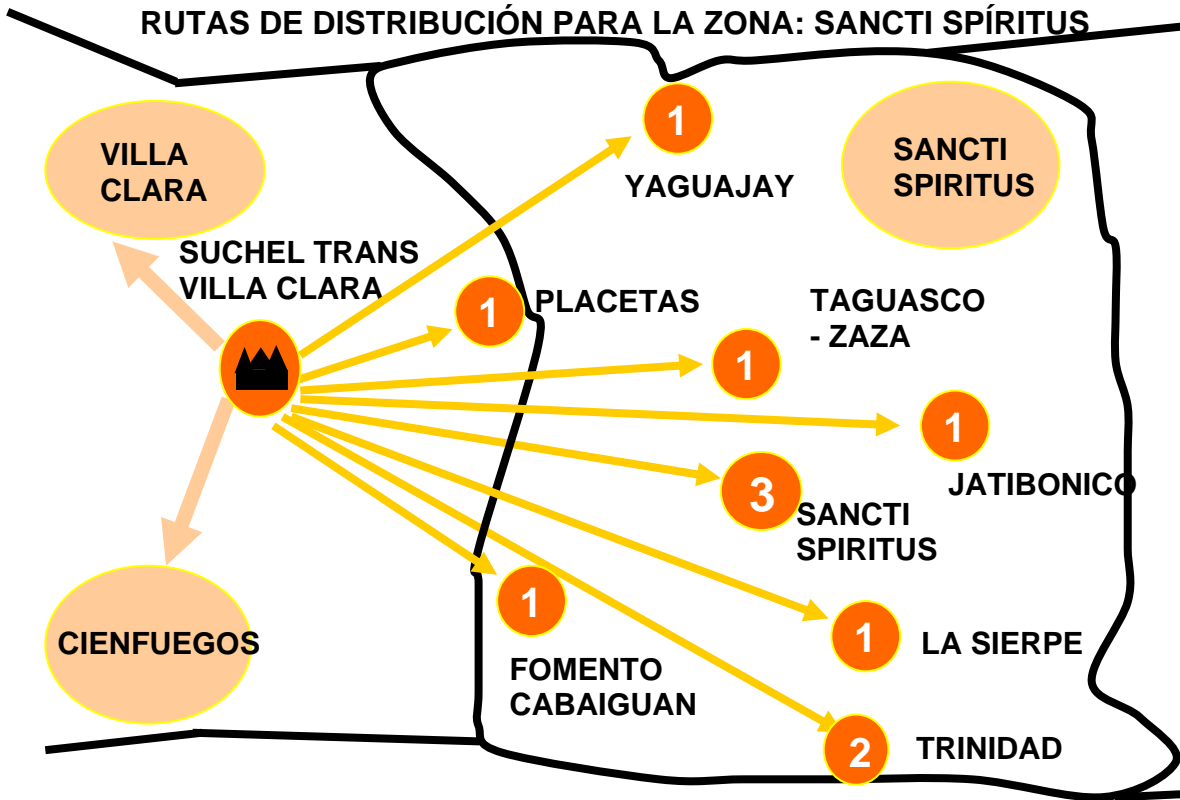 RUTAS DE DISTRIBUCIÓN PARA LA ZONA: SANCTI SPÍRITUS
VILLA
CLARA
SUCHEL TRANS
VILLA CLARA
CIENFUEGOS
1
YAGUAJAY
SANCTI
SPIRITUS
1
PLACETAS
TAGUASCO
- ZAZA
1
1
JATIBONICO
3
SANCTI
SPIRITUS
1
FOMENTO
CABAIGUAN
1
LA SIERPE
2
TRINIDAD